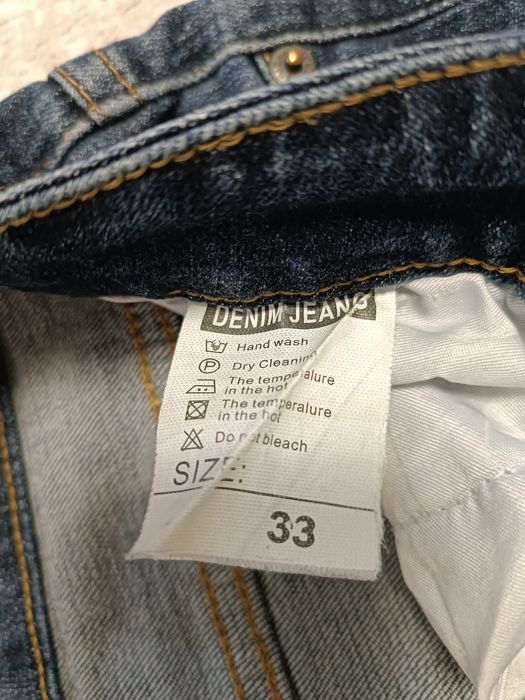 DENIM JEANS
Hand wash
Dry Cleaning
The temperalure
in the hot
The temperalure
in the hot
Do not bleach
SIZE:
33